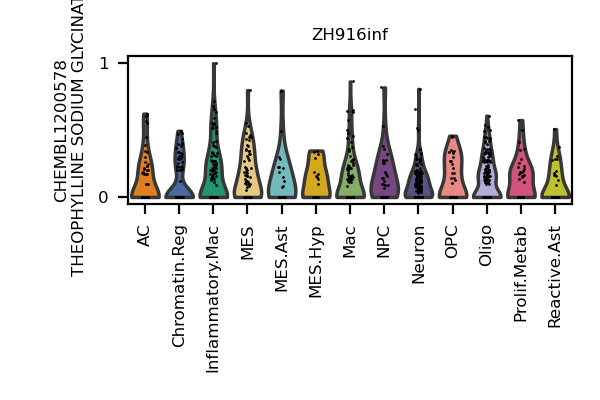 ZH916inf
CHEMBL1200578
THEOPHYLLINE SODIUM GLYCINAT
1
0
AC
Chromatin.Reg
Inflammatory.Mac
MES
MES.Ast
MES.Hyp
Mac
NPC
Neuron
OPC
Oligo
Prolif.Metab
Reactive.Ast